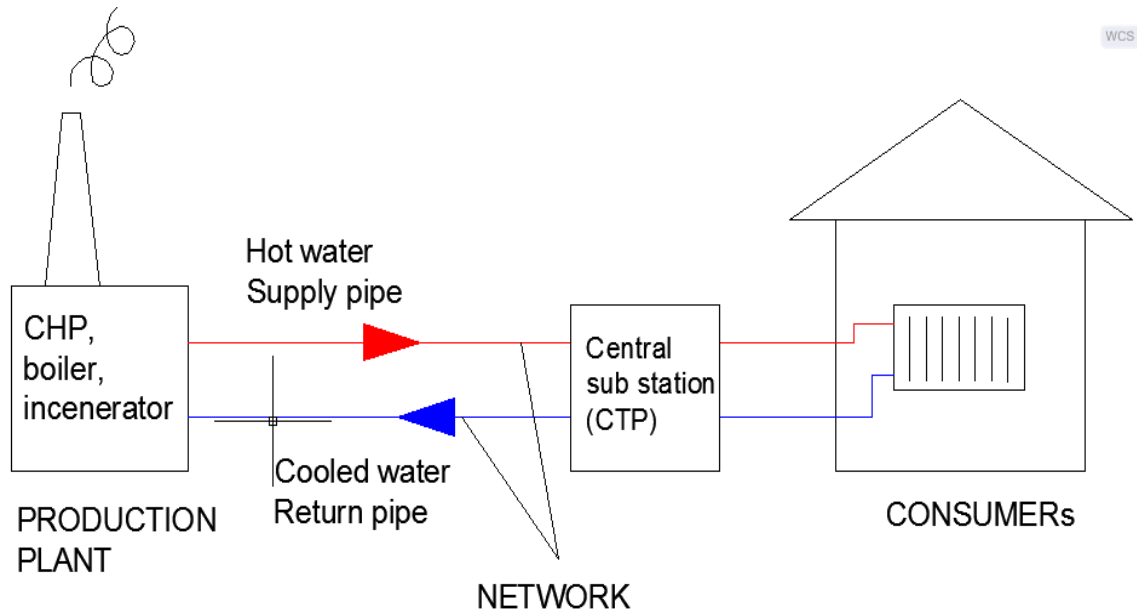 WCS
Hot water
Supply pipe
CHP,
boiler,
incenerator
Central
sub station
(CTP)
Cooled water
Return pipe
PRODUCTION
PLANT
CONSUMERs
NETWORK